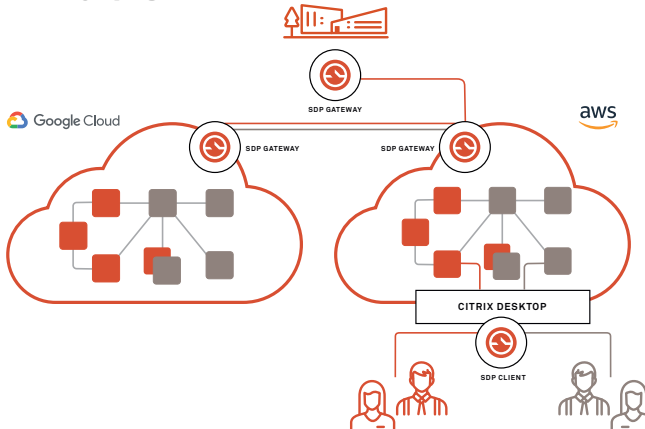 SDP GATEWAY
Google Cloud
aws
SDP GATEWAY
SDP GATEWAY
CITRIX DESKTOP
SDP CLIENT